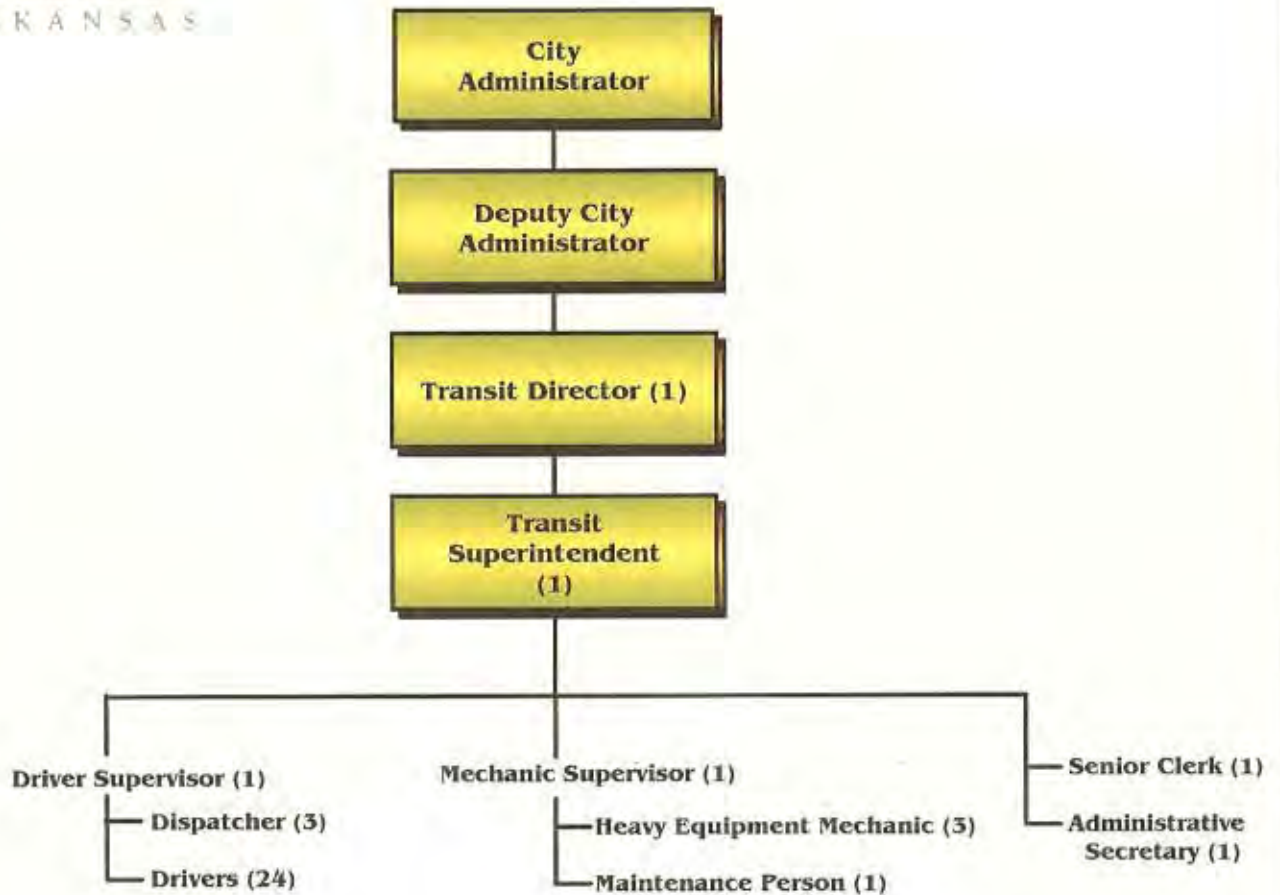 KANSAS
City
Administrator
Deputy City
Administrator
Transit Director (1)
Transit
Superintendent
(1)
Driver Supervisor (1)
Dispatcher (3)
Drivers (24)
Mechanic Supervisor (1)
Heavy Equipment Mechanic (3)
Maintenance Person (1)
Senior Clerk (1)
Administrative
Secretary (1)